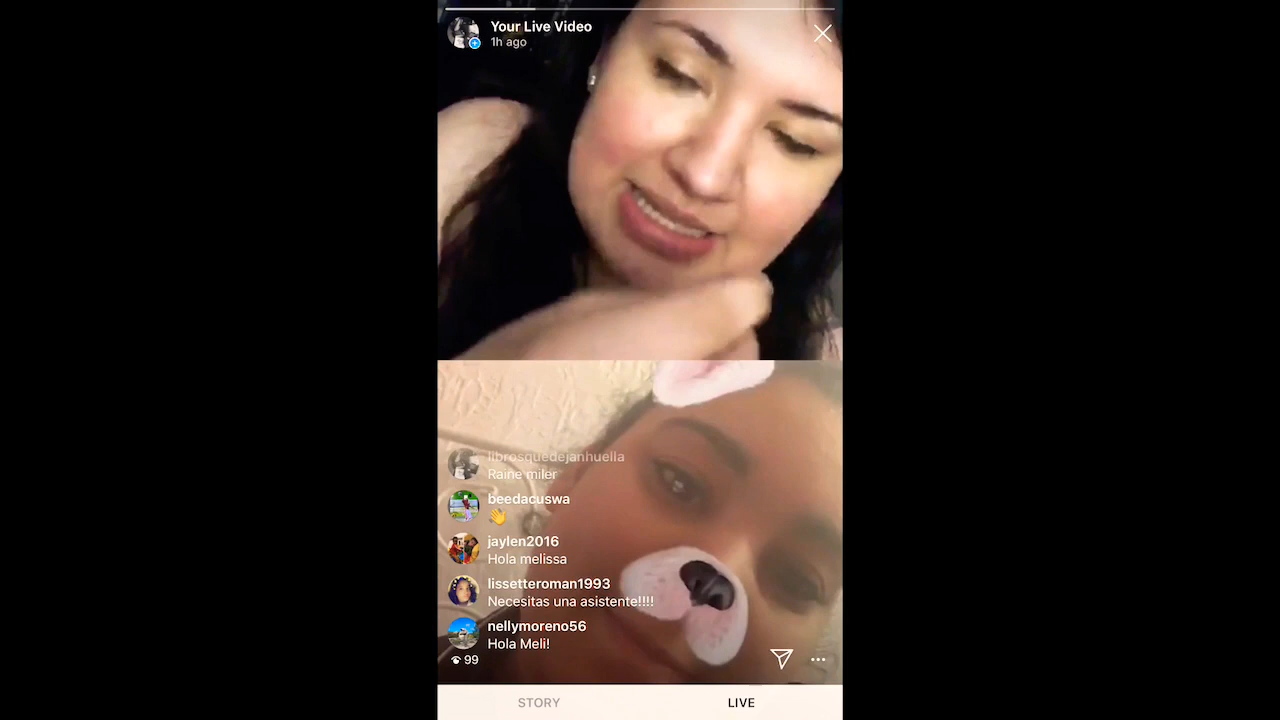 Your Live Video
1h ago
librosquedejanhuella
Raine miler
beedacuswa
👋
jaylen2016
Hola melissa
lissetteroman1993
Necesitas una asistente!!!!
nellymoreno56
Hola Meli!
99
STORY
LIVE